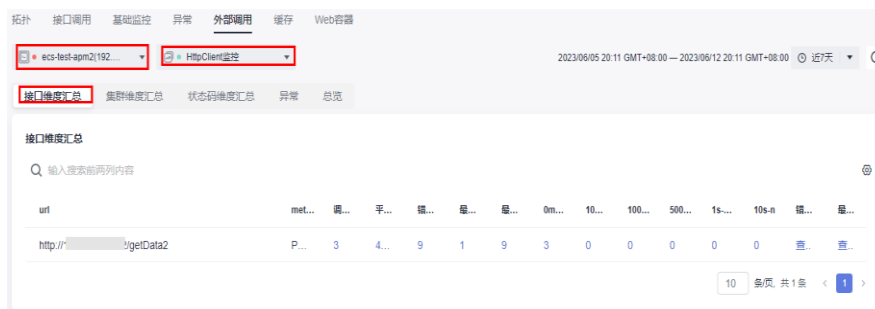 拓扑 接口调用 基础监控 异常 外部调用 缓存 Web容器
ecs-test-apm2(192.... HttpClient监控 2023/06/05 20:11 GMT+08:00 — 2023/06/12 20:11 GMT+08:00 近7天
接口维度汇总 集群维度汇总 状态码维度汇总 异常 总览
接口维度汇总
输入搜索前两列内容
url met... 调... 平... 错... 最... 最... 0m... 10... 100... 500... 1s-... 10s-n 错... 最...
http:// /getData2 P... 3 4... 9 1 9 3 0 0 0 0 0 查... 查...
10 条/页, 共1条 < 1 >